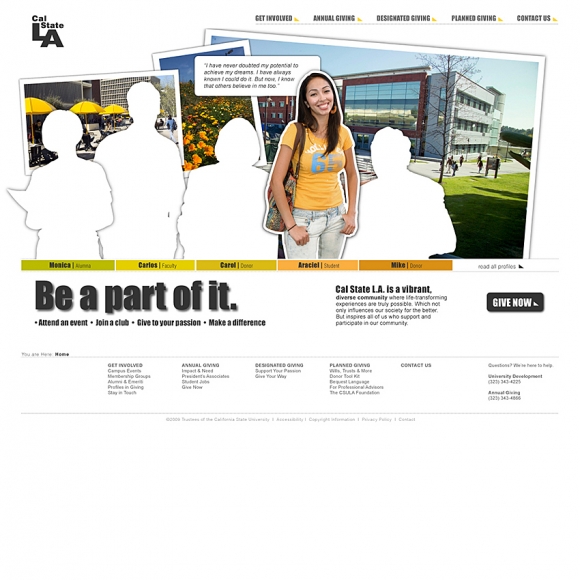 Cal
State
LA
GET INVOLVED
ANNUAL GIVING
DESIGNATED GIVING
PLANNED GIVING
CONTACT US
"I have never doubted my potential to
achieve my dreams. I have always
known I could do it. But now, I know
that others believe in me too."
Monica | Alumna
Carlos | Faculty
Carol | Donor
Araciel | Student
Mike | Donor
read all profiles
Be a part of it.
• Attend an event • Join a club • Give to your passion • Make a difference
Cal State L.A. is a vibrant,
diverse community where life-transforming
experiences are truly possible. Which not
only influences our society for the better.
But inspires all of us who support and
participate in our community.
GIVE NOW
You are Here: Home
GET INVOLVED
Campus Events
Membership Groups
Alumni & Emeriti
Profiles in Giving
Stay in Touch
ANNUAL GIVING
Impact & Need
President's Associates
Student Jobs
Give Now
DESIGNATED GIVING
Support Your Passion
Give Your Way
PLANNED GIVING
Wills, Trusts & More
Donor Tool Kit
Bequest Language
For Professional Advisors
The CSULA Foundation
CONTACT US
Questions? We're here to help.
University Development
(323) 343-4225
Annual Giving
(323) 343-4866
Trustees of the California State University | Accessibility | Copyright Information | Privacy Policy | Contact